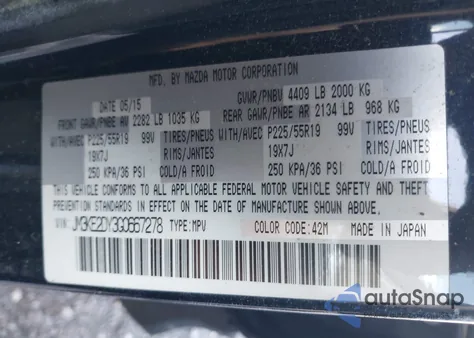 MFD. BY MAZDA MOTOR CORPORATION
DATE 05/15 GVWR/PNBV 4409 LB 2000 KG
FRONT GAWR/PNBE AV 2282 LB 1035 KG REAR GAWR/PNBE AR 2134 LB 968 KG
WITH/AVEC P225/55R19 99V TIRES/PNEUS WITH/AVEC P225/55R19 99V TIRES/PNEUS
19X7J RIMS/JANTES 19X7J RIMS/JANTES
250 KPA/36 PSI 250 KPA/36 PSI
THIS VEHICLE CONFORMS TO ALL APPLICABLE FEDERAL MOTOR VEHICLE SAFETY AND THEFT
PREVENTION STANDARDS IN EFFECT ON THE DATE OF MANUFACTURE SHOWN ABOVE.
VIN: JM3KE2DY3G0667278 TYPE:MPV COLOR CODE:42M MADE IN JAPAN
autoSnap